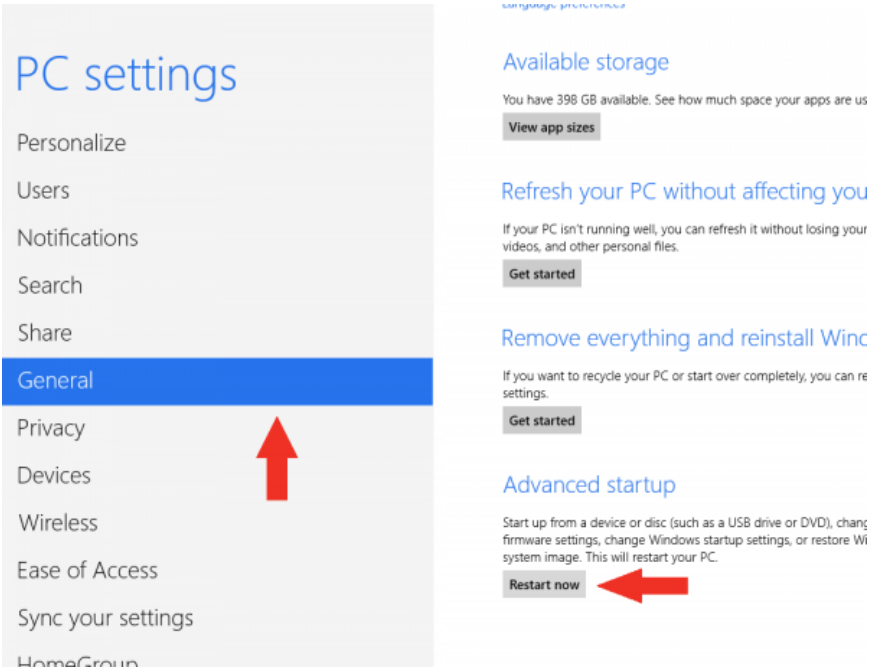 PC settings
Personalize
Users
Notifications
Search
Share
General
Privacy
Devices
Wireless
Ease of Access
Sync your settings
HomeGroup
Language preferences
Available storage
You have 398 GB available. See how much space your apps are us
View app sizes
Refresh your PC without affecting you
If your PC isn't running well, you can refresh it without losing your
videos, and other personal files.
Get started
Remove everything and reinstall Winc
If you want to recycle your PC or start over completely, you can re
settings.
Get started
Advanced startup
Start up from a device or disc (such as a USB drive or DVD), chang
firmware settings, change Windows startup settings, or restore Wi
system image. This will restart your PC.
Restart now